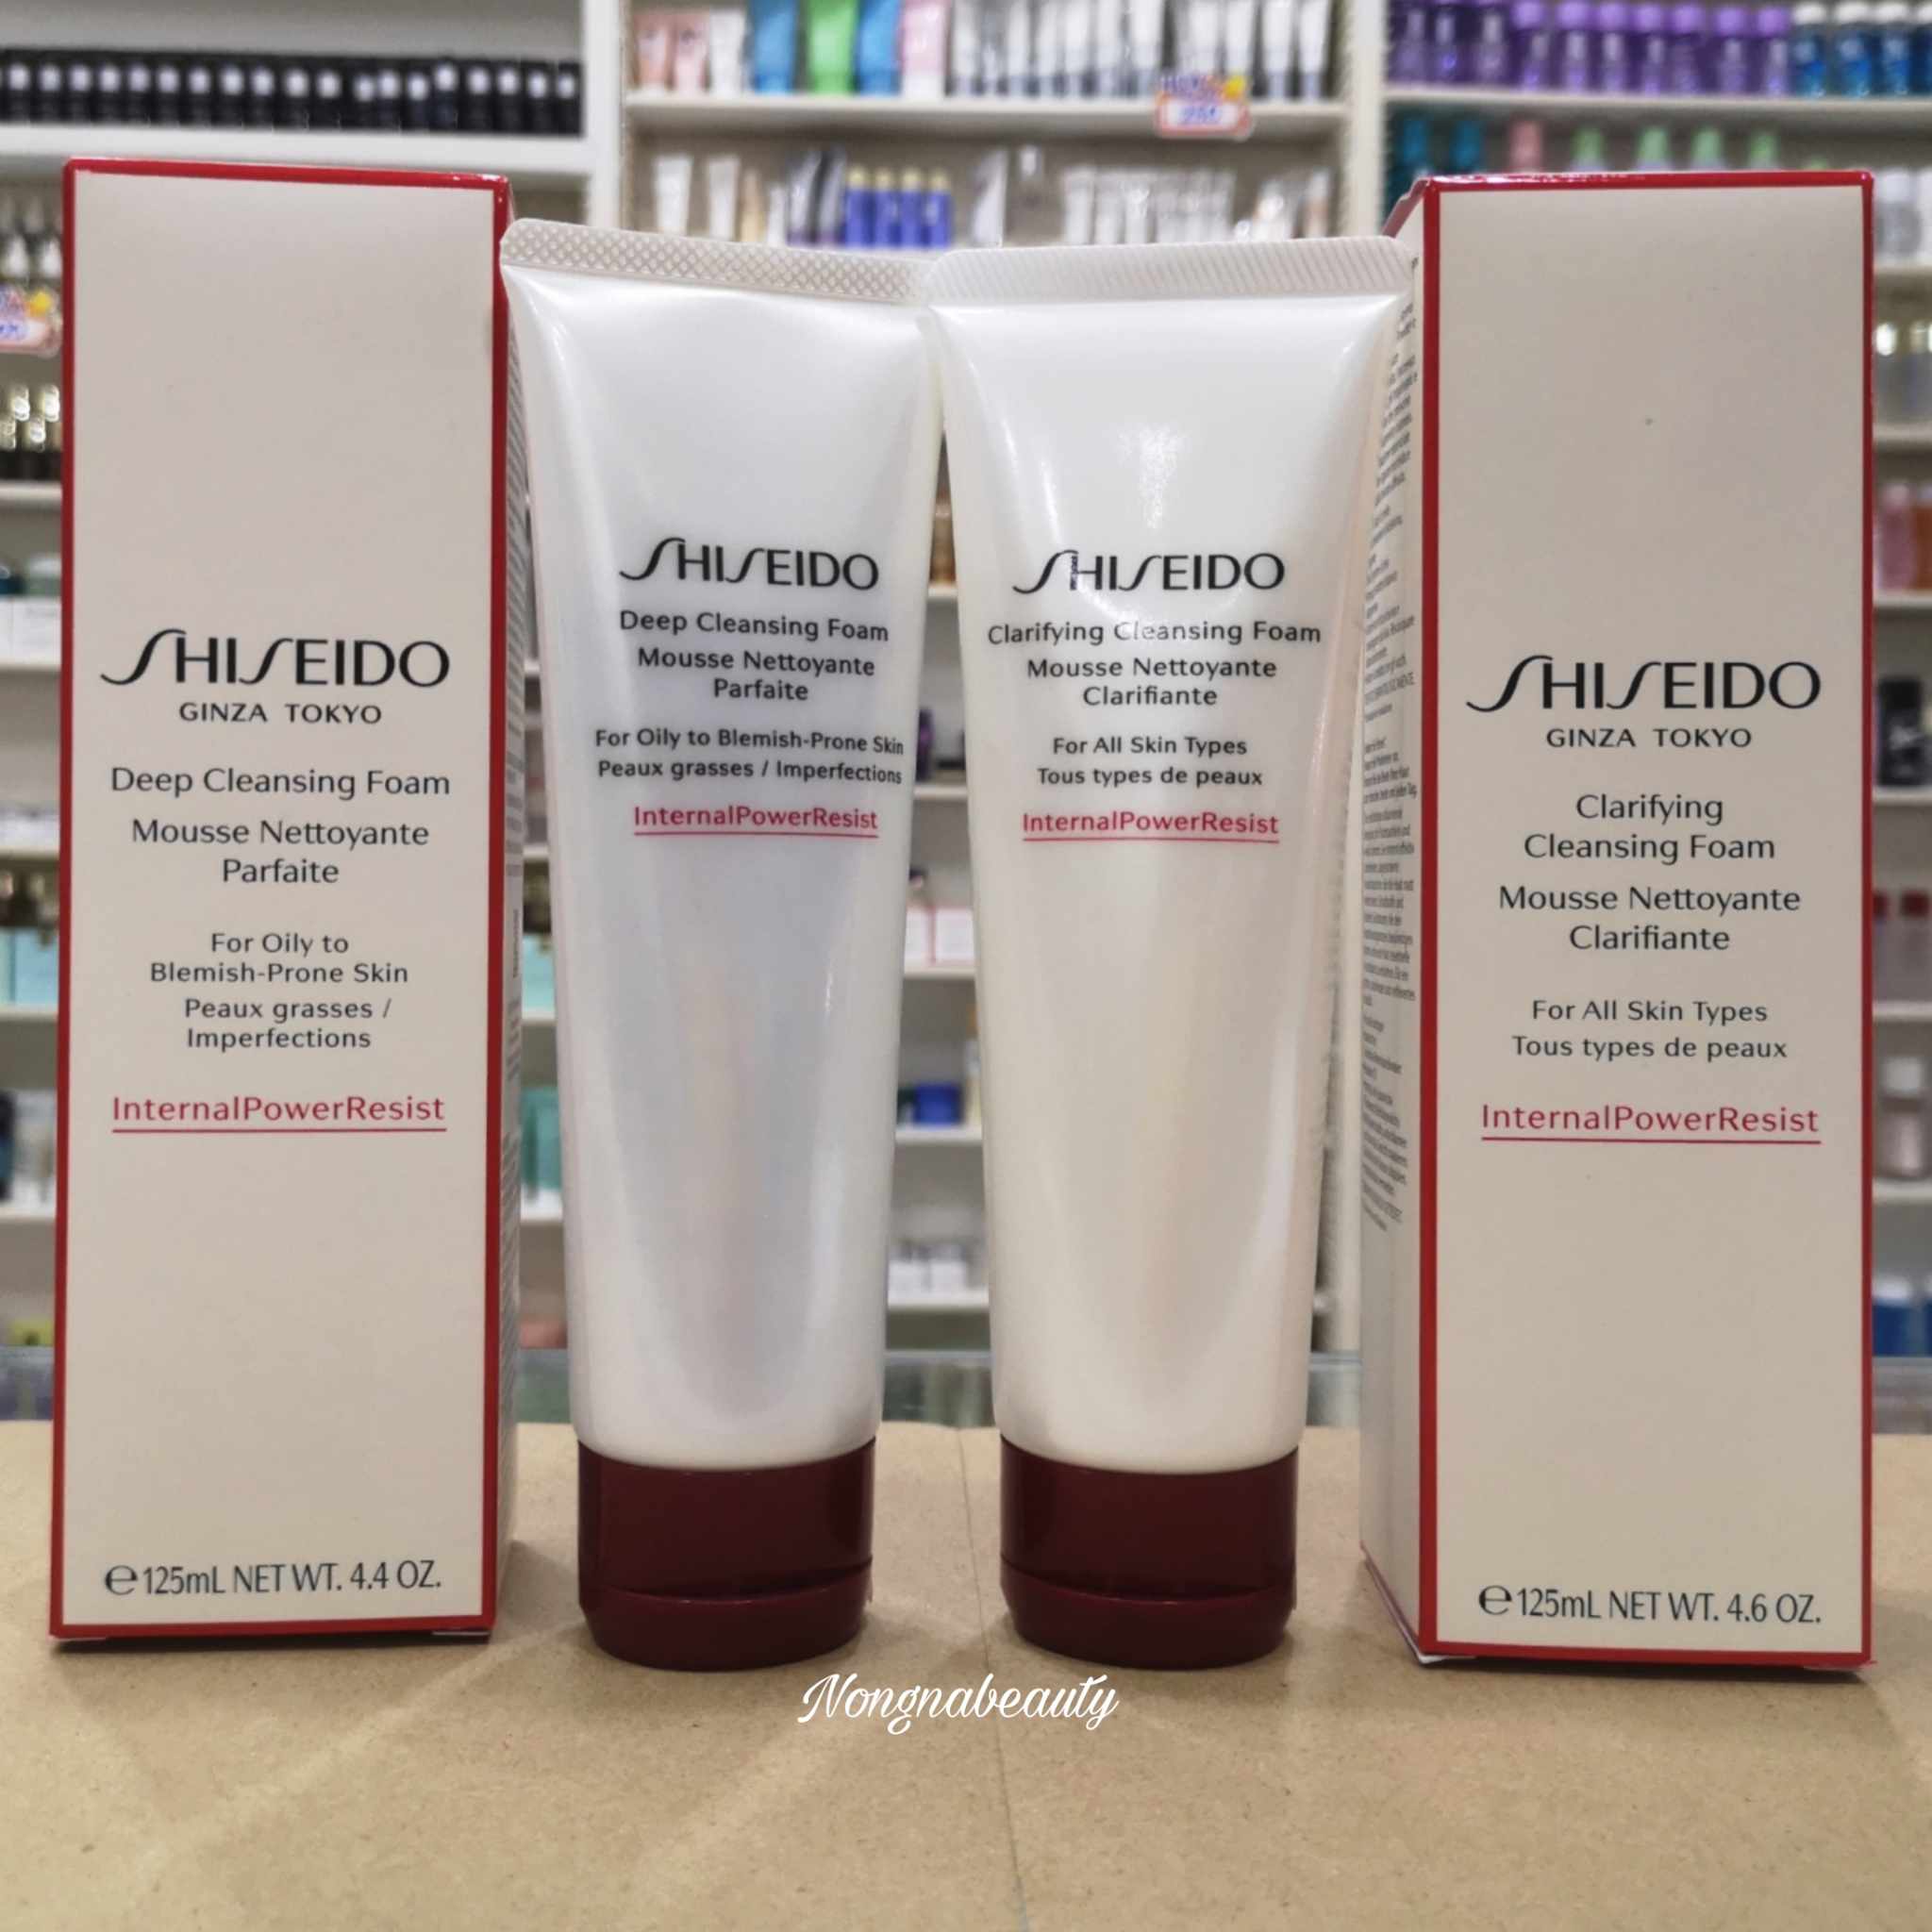 SHISEIDO
GINZA TOKYO
Deep Cleansing Foam
Mousse Nettoyante
Parfaite
For Oily to
Blemish-Prone Skin
Peaux grasses /
Imperfections
InternalPowerResist
℮125mL NET WT. 4.4 OZ.
SHISEIDO
Deep Cleansing Foam
Mousse Nettoyante
Parfaite
For Oily to Blemish-Prone Skin
Peaux grasses / Imperfections
InternalPowerResist
SHISEIDO
Clarifying Cleansing Foam
Mousse Nettoyante
Clarifiante
For All Skin Types
Tous types de peaux
InternalPowerResist
SHISEIDO
GINZA TOKYO
Clarifying
Cleansing Foam
Mousse Nettoyante
Clarifiante
For All Skin Types
Tous types de peaux
InternalPowerResist
℮125mL NET WT. 4.6 OZ.
Nongnabeauty